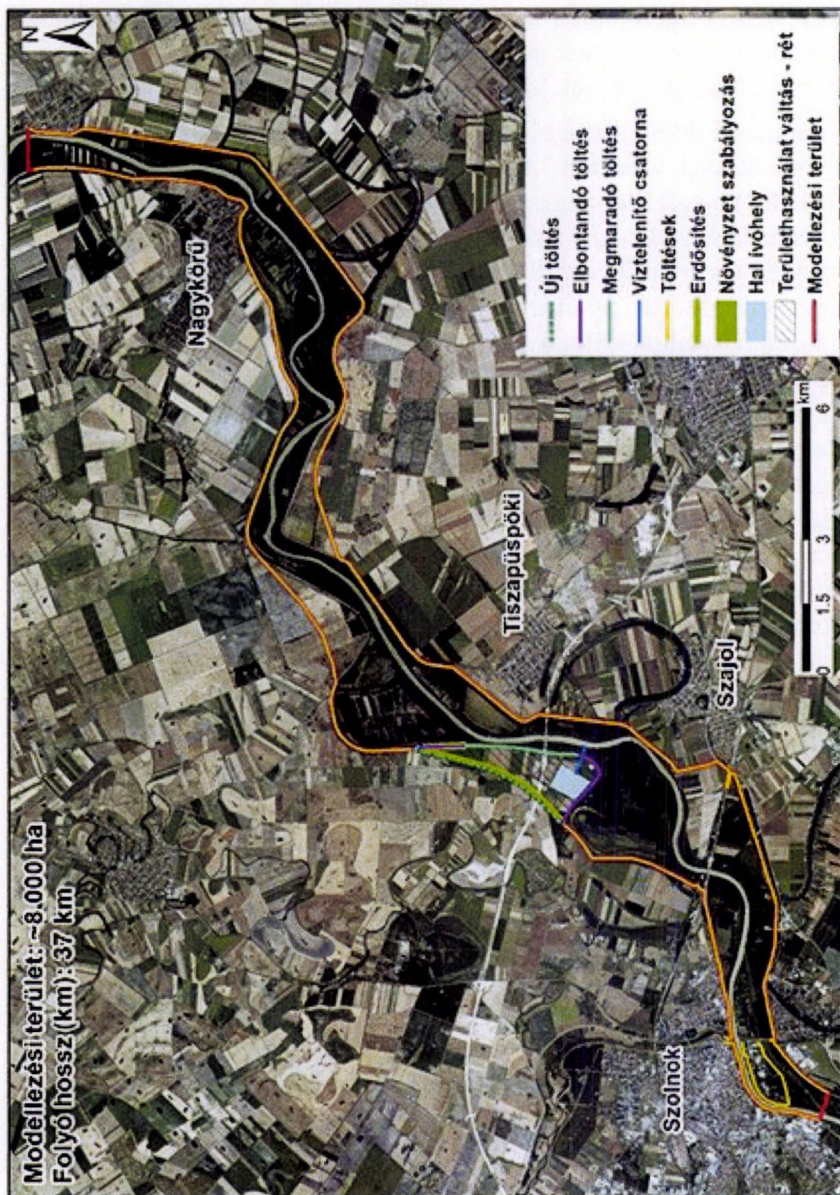 Modellezési terület: ~8.000 ha
Folyó hossz (km): 37 km
N
Nagykörű
Tiszapüspöki
Szajol
Szolnok
Új töltés
Elbontandó töltés
Megmaradó töltés
Víztelenítő csatorna
Töltések
Erdősítés
Növényzet szabályozás
Hal ívóhely
Területhasználat váltás - rét
Modellezési terület
0 1,5 3 6
km